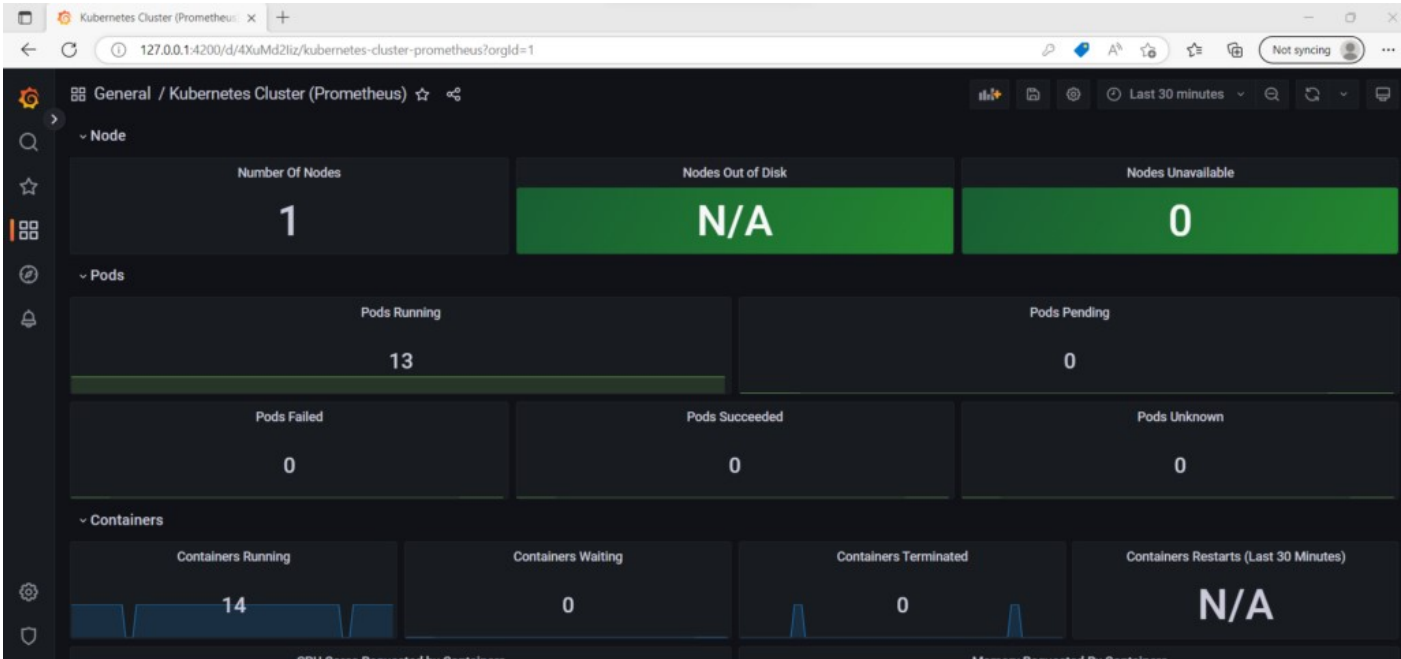 Kubernetes Cluster (Prometheus)
127.0.0.1:4200/d/4XuMd2Iiz/kubernetes-cluster-prometheus?orgId=1
Not syncing
General / Kubernetes Cluster (Prometheus)
Last 30 minutes
Node
Number Of Nodes
Nodes Out of Disk
Nodes Unavailable
1
N/A
0
Pods
Pods Running
Pods Pending
13
0
Pods Failed
Pods Succeeded
Pods Unknown
0
0
0
Containers
Containers Running
Containers Waiting
Containers Terminated
Containers Restarts (Last 30 Minutes)
14
0
0
N/A